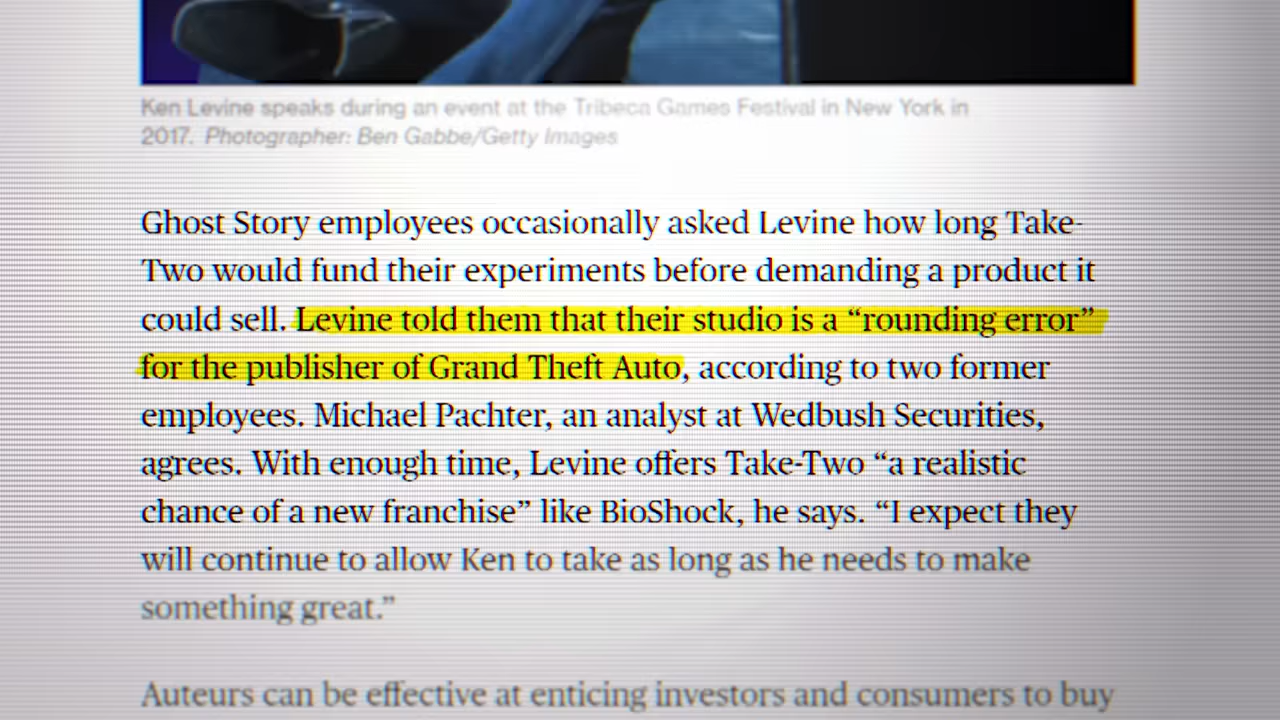 Ken Levine speaks during an event at the Tribeca Games Festival in New York in
2017. Photographer: Ben Gabbe/Getty Images
Ghost Story employees occasionally asked Levine how long Take-
Two would fund their experiments before demanding a product it
could sell. Levine told them that their studio is a “rounding error”
for the publisher of Grand Theft Auto, according to two former
employees. Michael Pachter, an analyst at Wedbush Securities,
agrees. With enough time, Levine offers Take-Two “a realistic
chance of a new franchise” like BioShock, he says. “I expect they
will continue to allow Ken to take as long as he needs to make
something great.”
Auteurs can be effective at enticing investors and consumers to buy